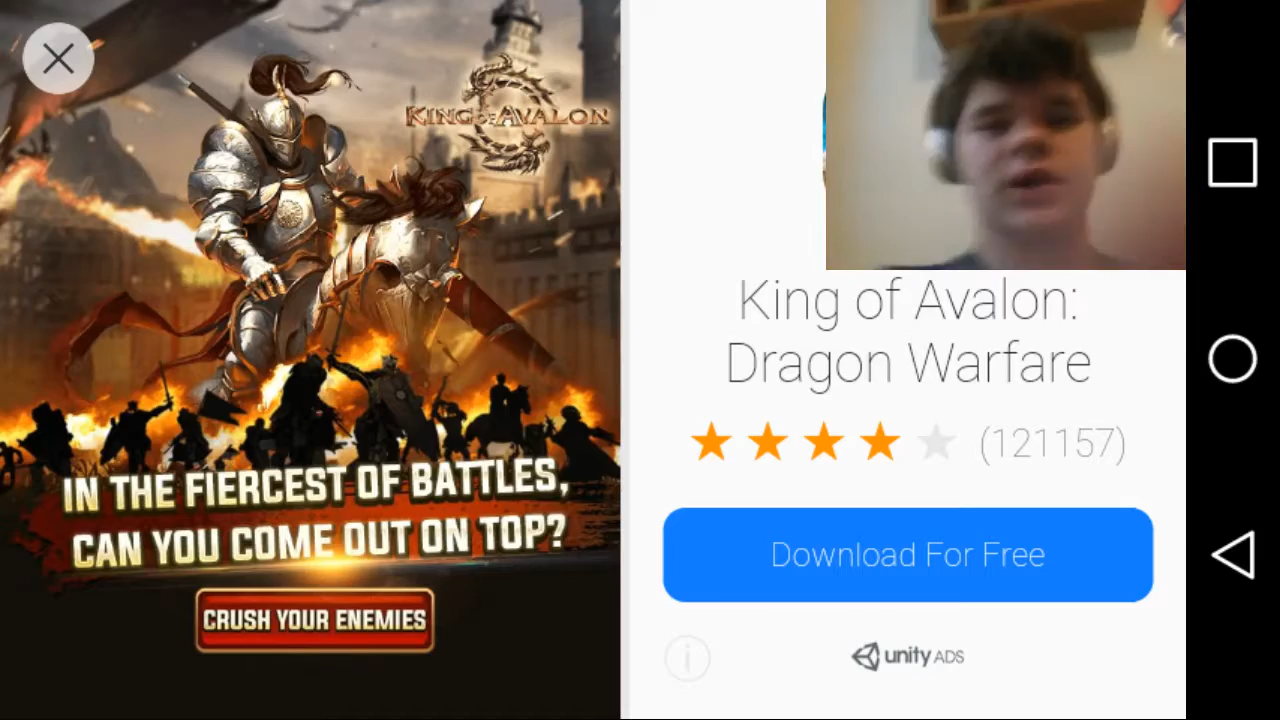 KING OF AVALON
IN THE FIERCEST OF BATTLES,
CAN YOU COME OUT ON TOP?
CRUSH YOUR ENEMIES
King of Avalon:
Dragon Warfare
(121157)
Download For Free
i
unity ADS